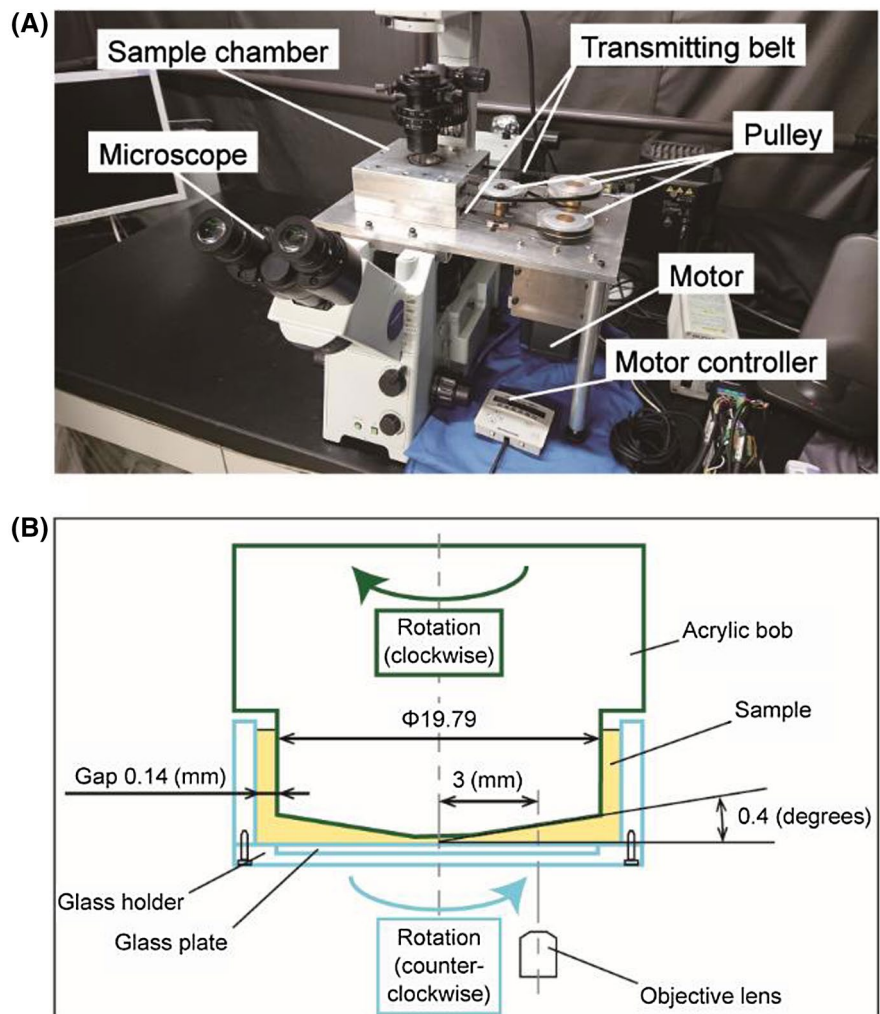 (A)
Sample chamber
Transmitting belt
Microscope
Pulley
Motor
Motor controller
(B)
Rotation
(clockwise)
Acrylic bob
Φ19.79
Sample
Gap 0.14 (mm)
3 (mm)
0.4 (degrees)
Glass holder
Glass plate
Rotation
(counter-
clockwise)
Objective lens